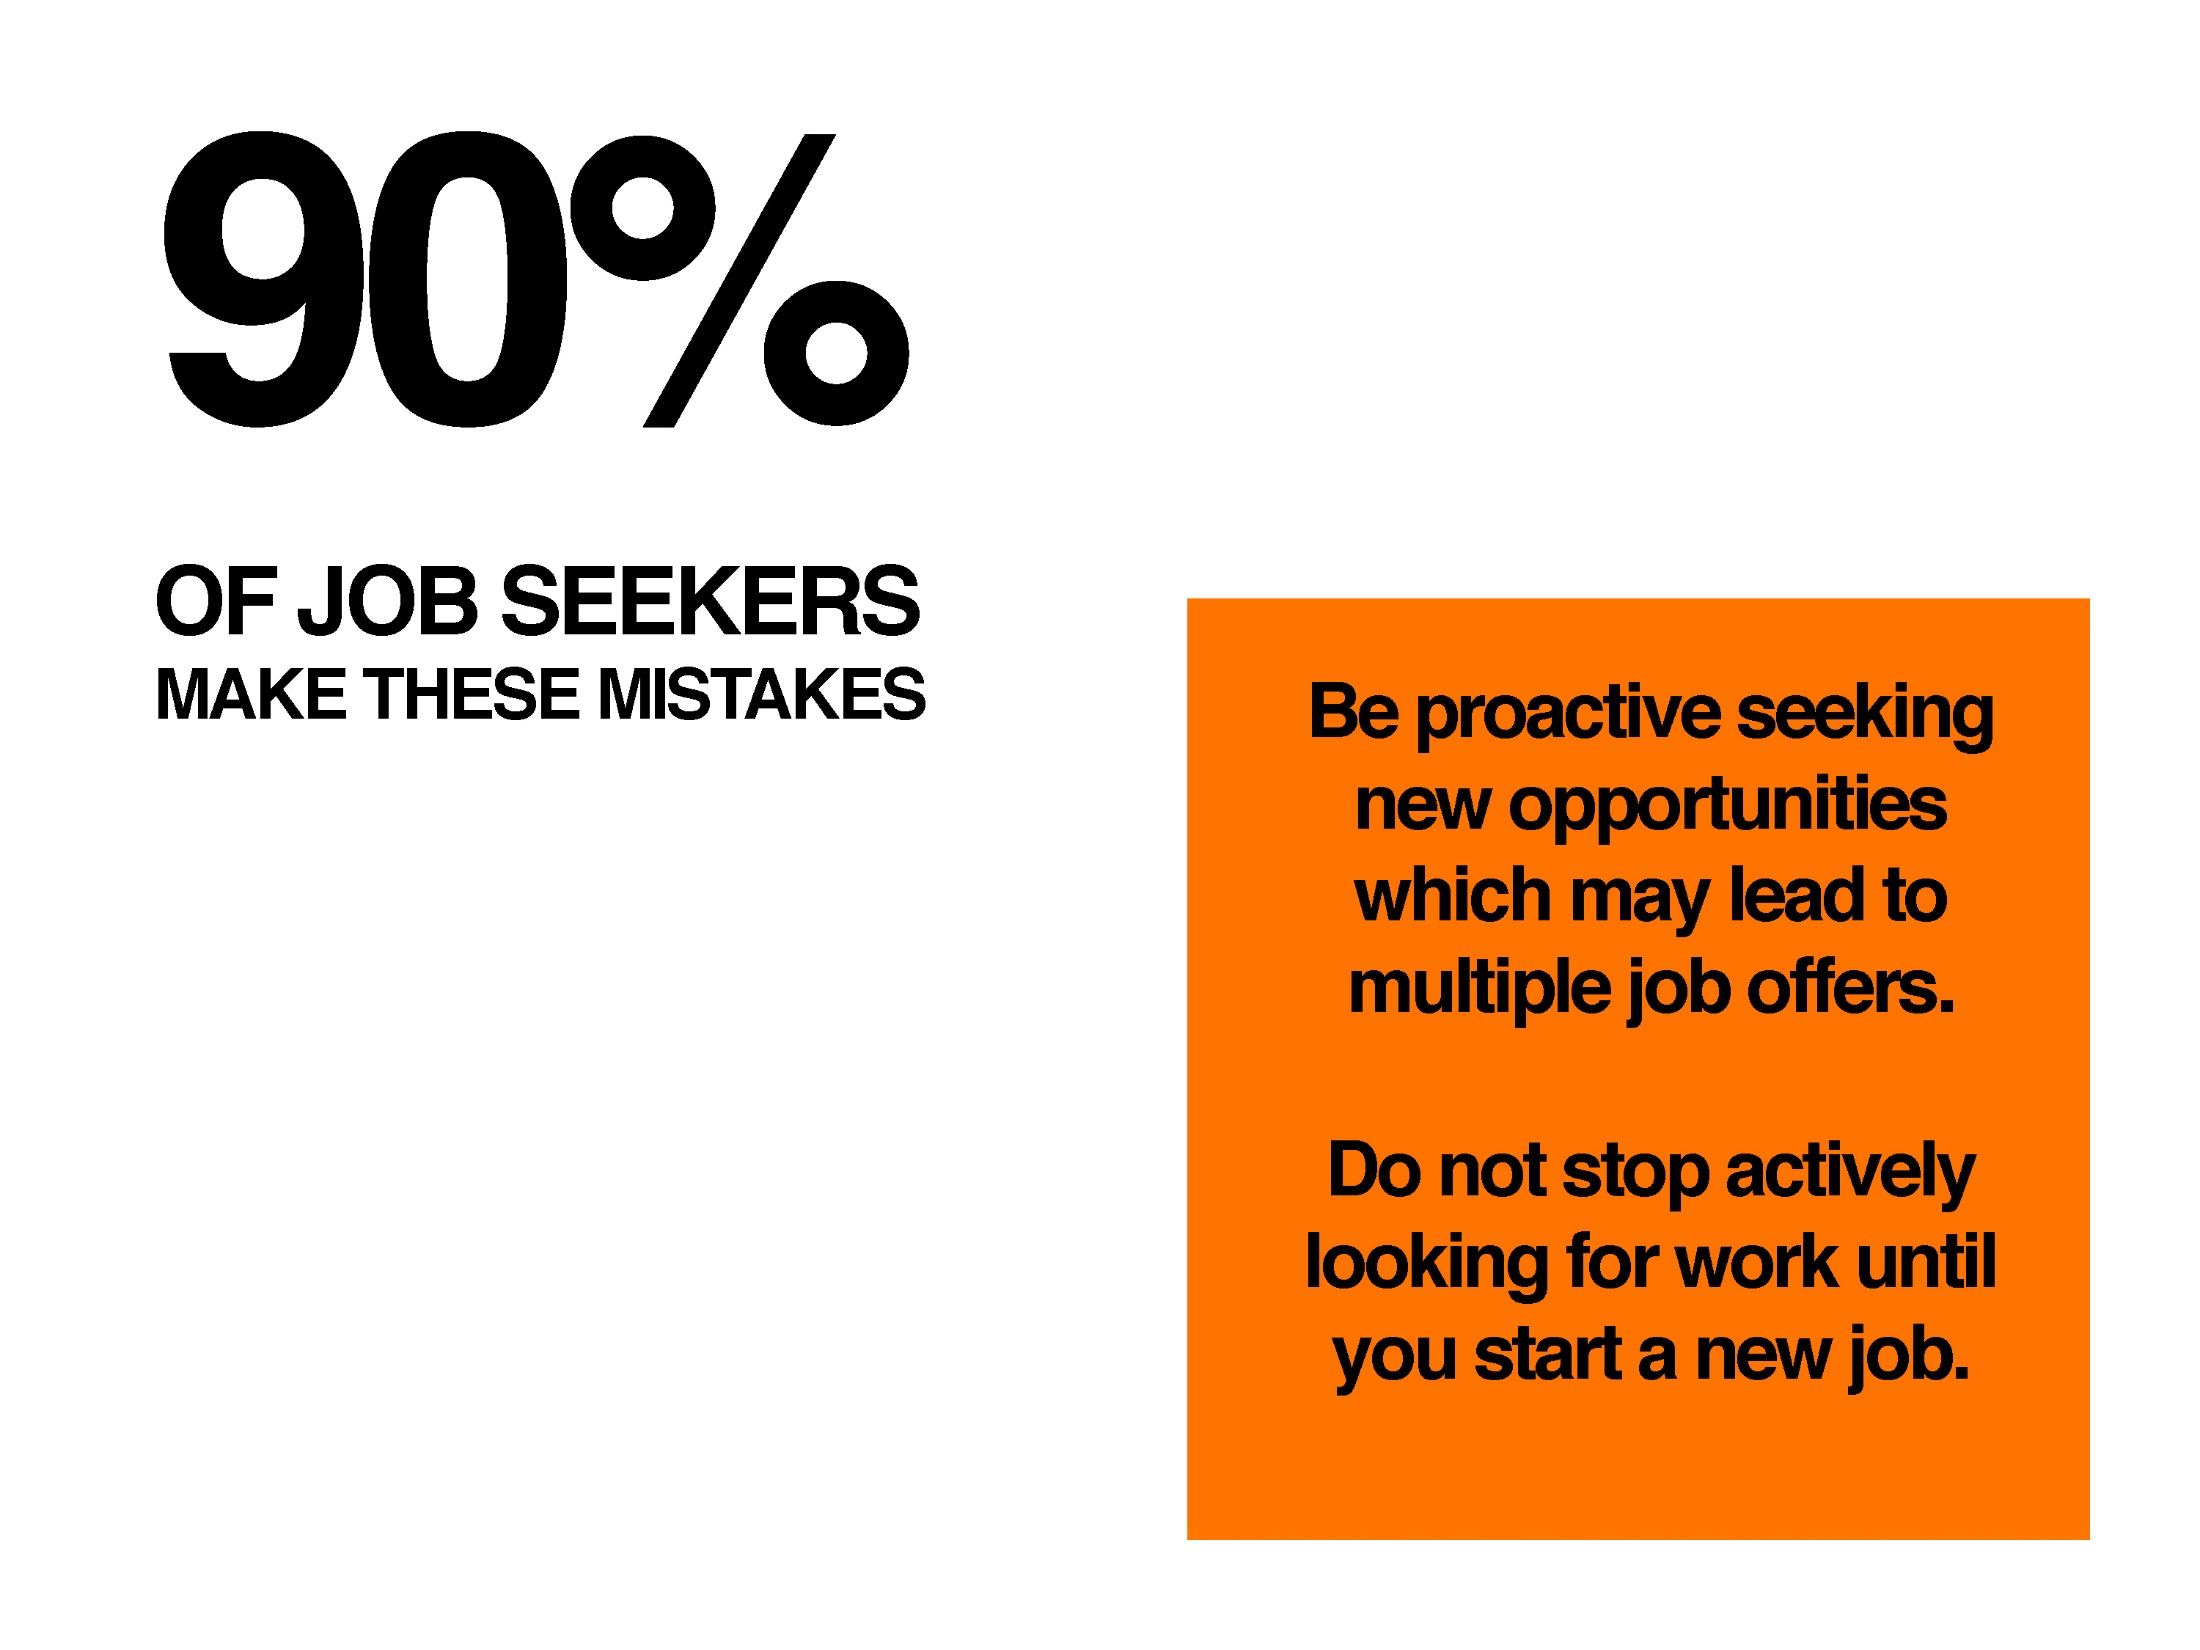 90%
OF JOB SEEKERS
MAKE THESE MISTAKES
Be proactive seeking
new opportunities
which may lead to
multiple job offers.
Do not stop actively
looking for work until
you start a new job.